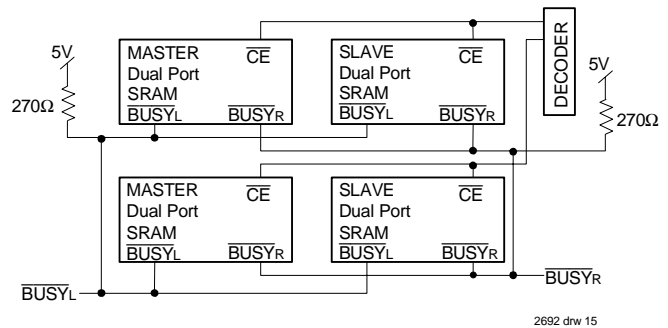 MASTER
Dual Port
SRAM
BUSYL BUSYR
CE
SLAVE
Dual Port
SRAM
BUSYL BUSYR
CE
DECODER
5V
270Ω
5V
270Ω
MASTER
Dual Port
SRAM
BUSYL BUSYR
CE
SLAVE
Dual Port
SRAM
BUSYL BUSYR
CE
BUSYL
BUSYR
2692 drw 15